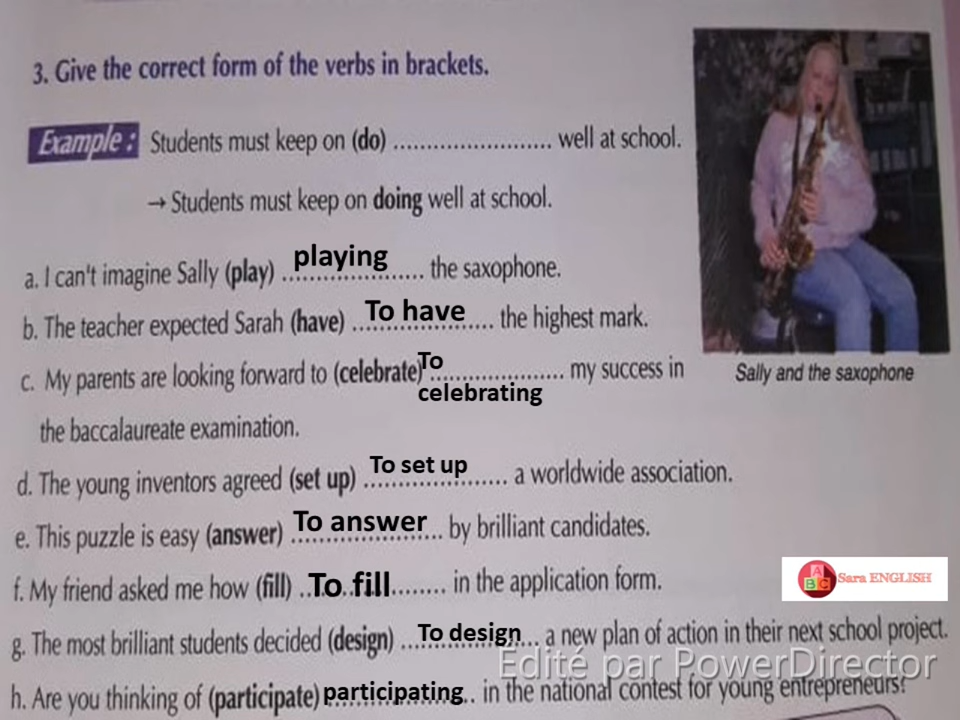 3. Give the correct form of the verbs in brackets.
Example : Students must keep on (do) ........................ well at school.
→ Students must keep on doing well at school.
a. I can't imagine Sally (play) ..................... the saxophone.
playing
b. The teacher expected Sarah (have) ..................... the highest mark.
To have
c. My parents are looking forward to (celebrate) .................... my success in
To
celebrating
the baccalaureate examination.
Sally and the saxophone
d. The young inventors agreed (set up) ..................... a worldwide association.
To set up
e. This puzzle is easy (answer) ...................... by brilliant candidates.
To answer
f. My friend asked me how (fill) ...................... in the application form.
To fill
ABC Sara ENGLISH
g. The most brilliant students decided (design) ..................... a new plan of action in their next school project.
To design
Édité par PowerDirector
h. Are you thinking of (participate) ...................... in the national contest for young entrepreneurs?
participating